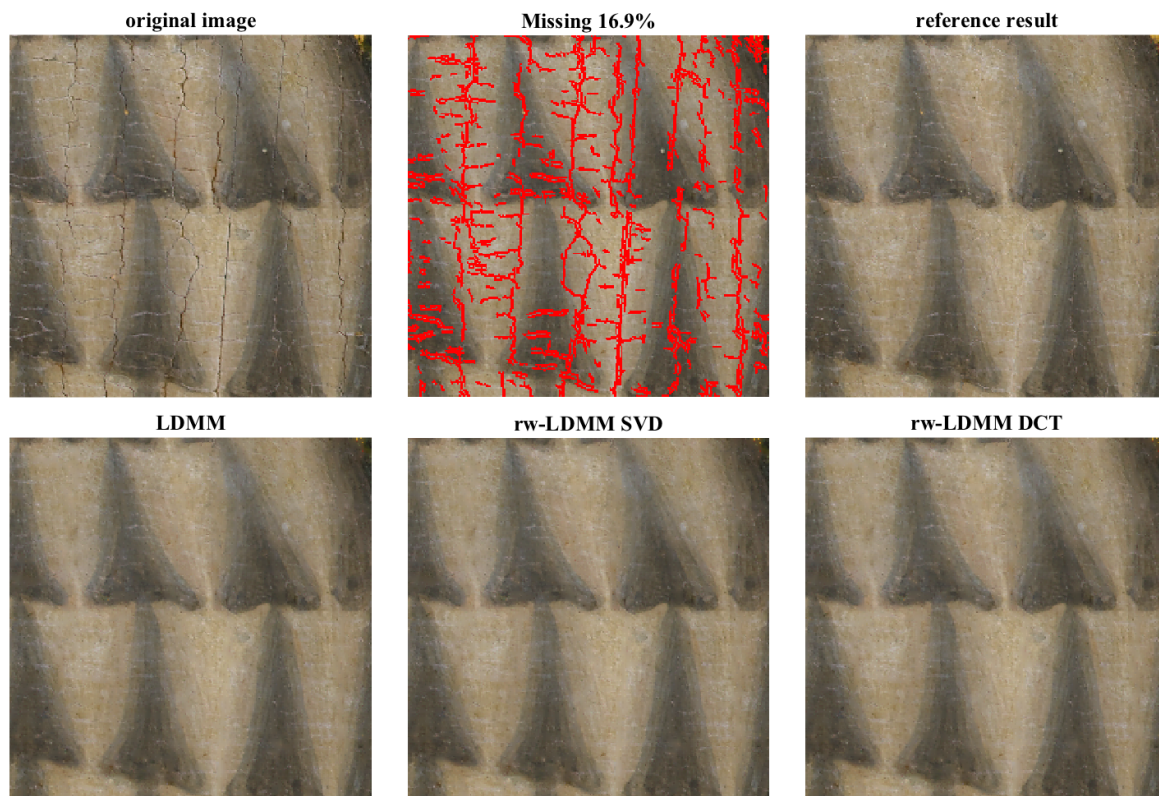 original image
Missing 16.9%
reference result
LDMM
rw-LDMM SVD
rw-LDMM DCT